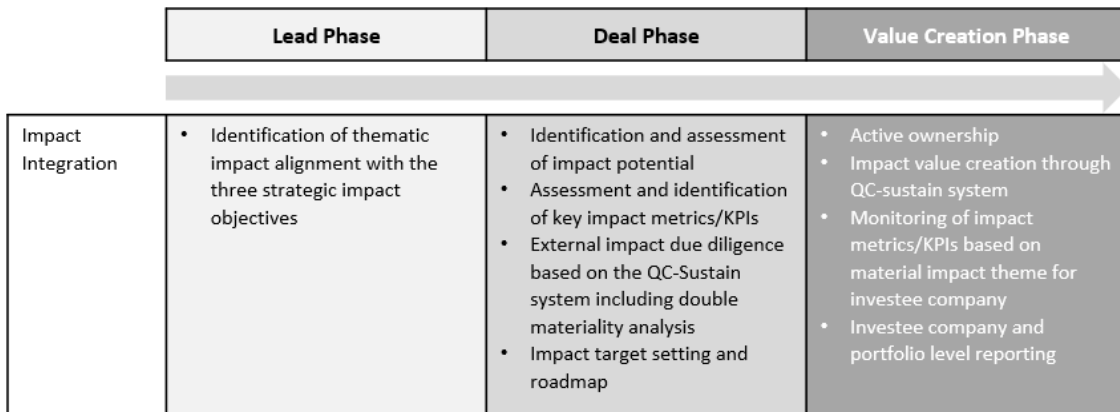 Lead Phase
Deal Phase
Value Creation Phase
Impact
Integration
• Identification of thematic
impact alignment with the
three strategic impact
objectives
• Identification and assessment
of impact potential
• Assessment and identification
of key impact metrics/KPIs
• External impact due diligence
based on the QC-Sustain
system including double
materiality analysis
• Impact target setting and
roadmap
• Active ownership
• Impact value creation through
QC-sustain system
• Monitoring of impact
metrics/KPIs based on
material impact theme for
investee company
• Investee company and
portfolio level reporting